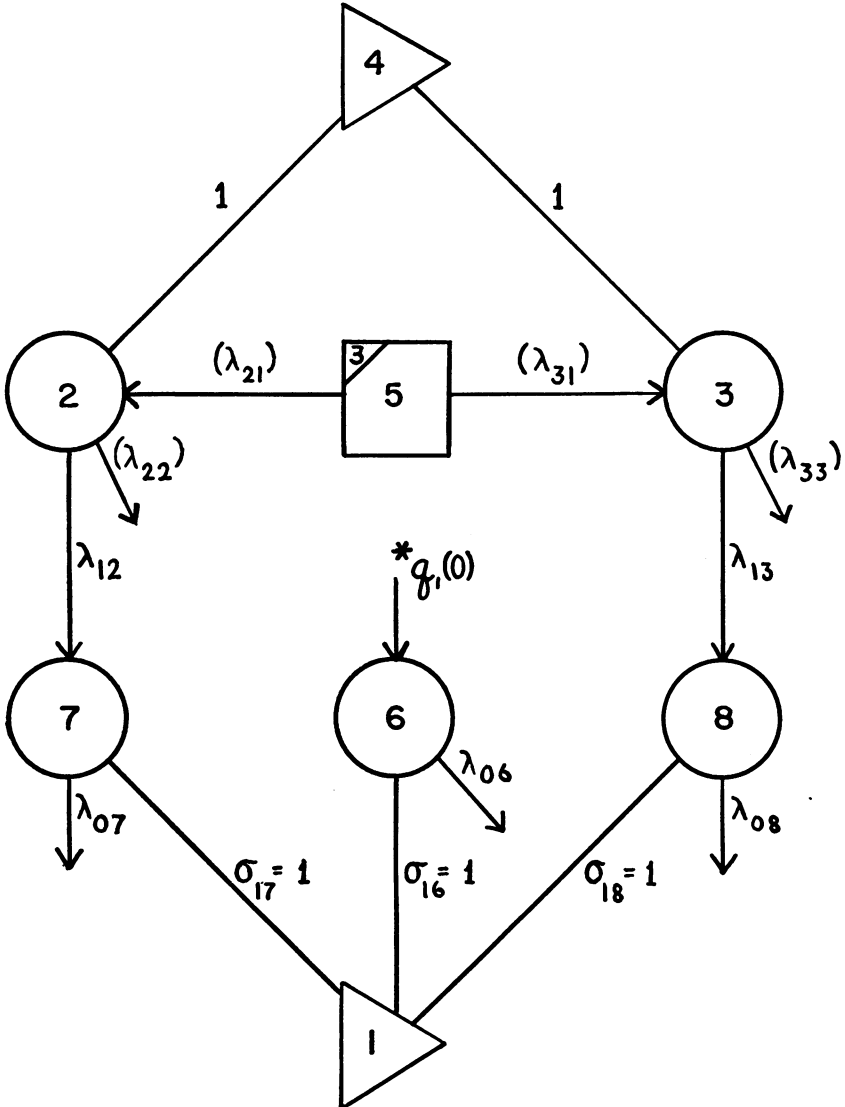 4
1 1
(λ21) 3 (λ31)
2 5 3
(λ22) (λ33)
λ12 *q1(0) λ13
7 6 8
λ06
λ07 λ08
σ17 = 1 σ16 = 1 σ18 = 1
1